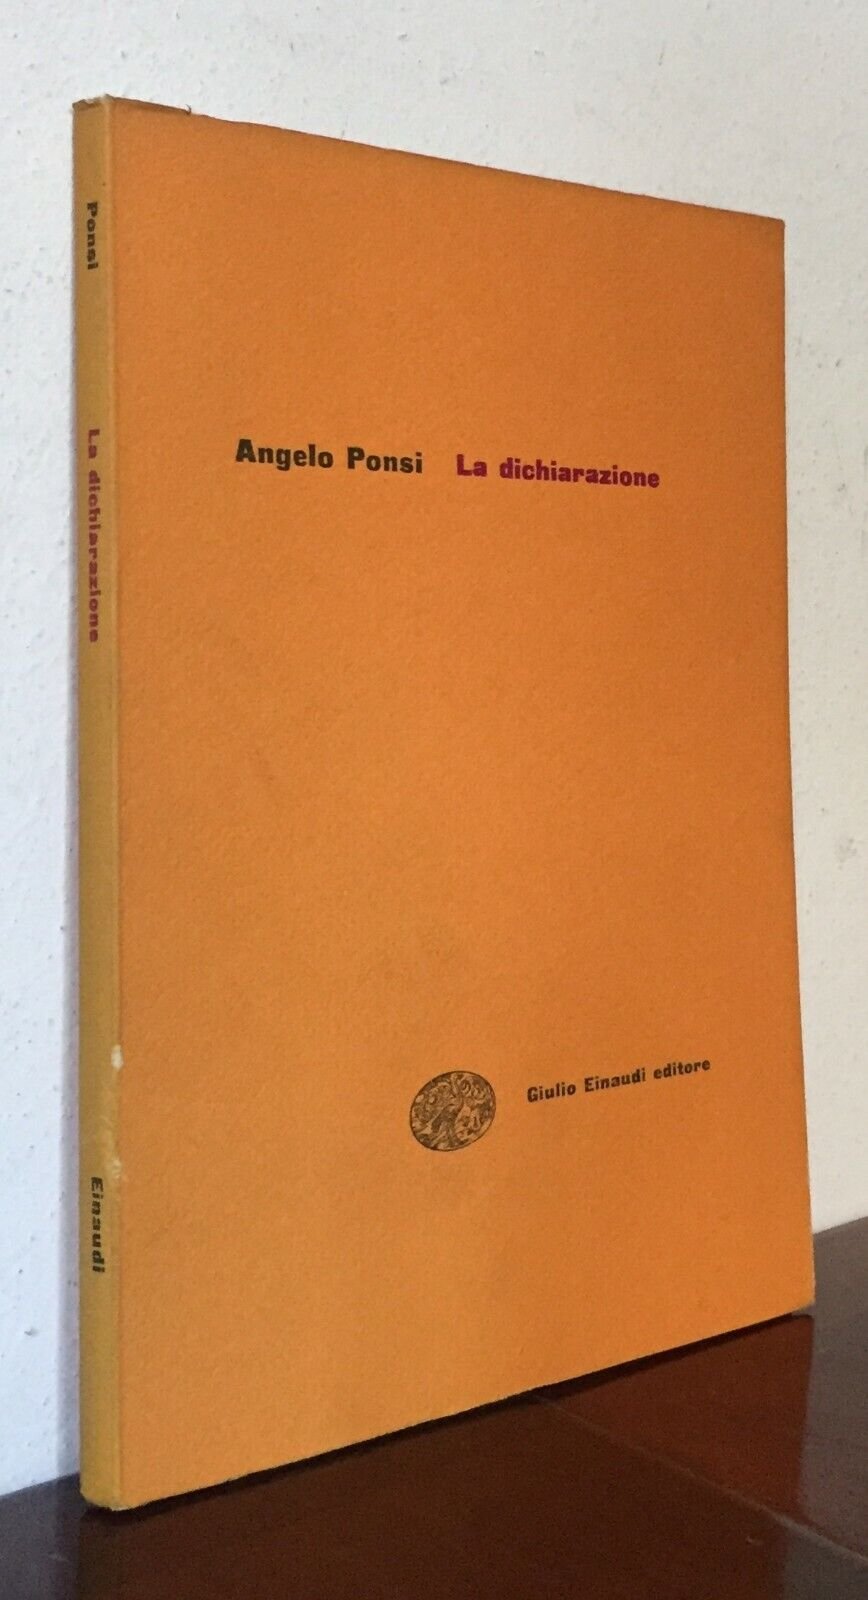 Ponsi
La dichiarazione
Einaudi
Angelo Ponsi La dichiarazione
Giulio Einaudi editore